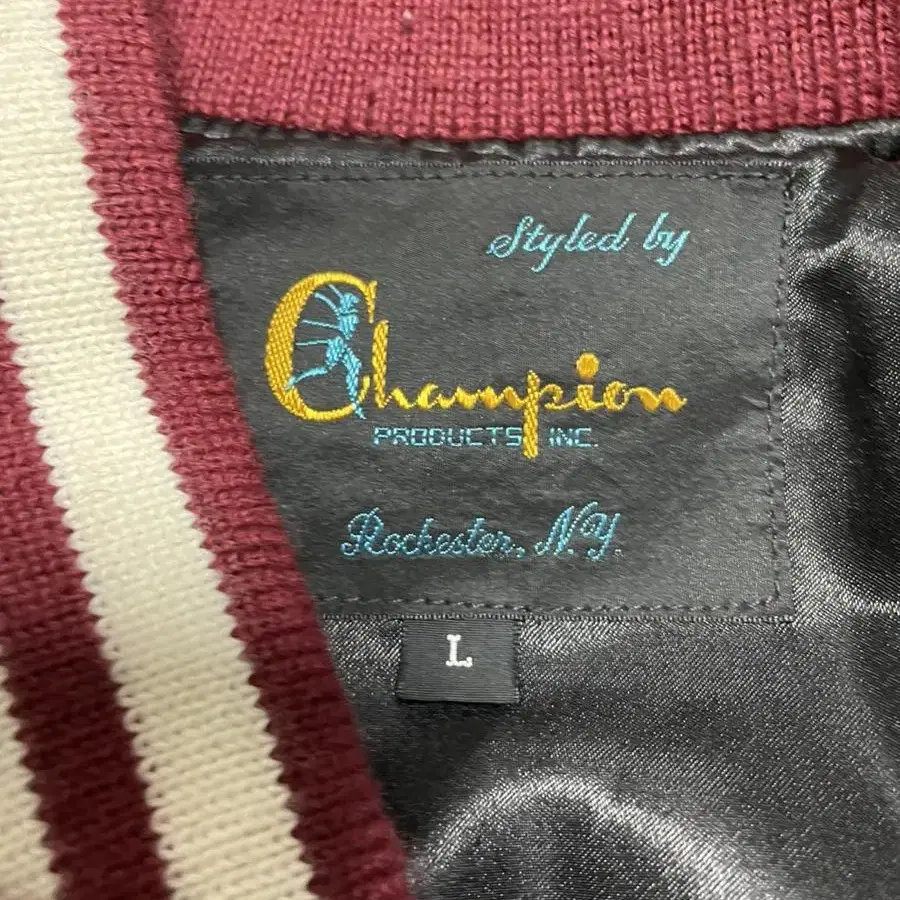 Styled by
Champion
PRODUCTS INC.
Rochester, N.Y.
L